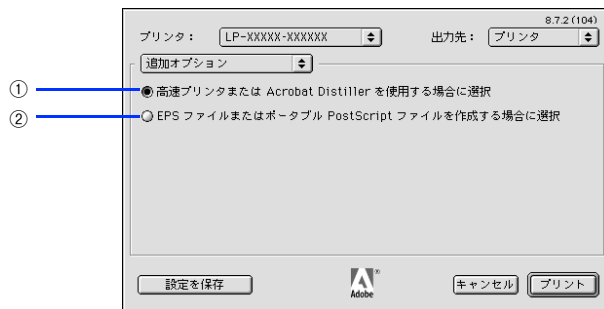 8.7.2(104)
プリンタ： LP-XXXXX-XXXXXX 出力先： プリンタ
追加オプション
① 高速プリンタまたは Acrobat Distiller を使用する場合に選択
② EPS ファイルまたはポータブル PostScript ファイルを作成する場合に選択
設定を保存 Adobe キャンセル プリント